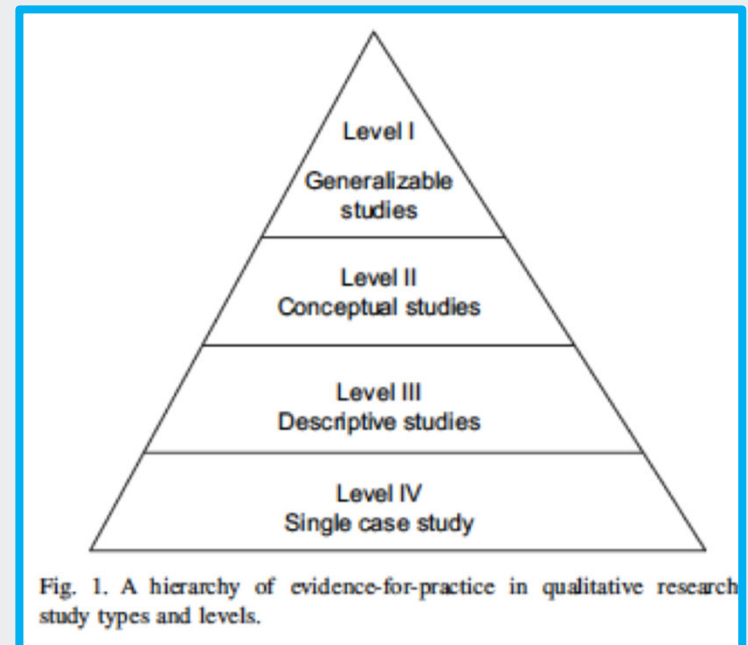 Level I
Generalizable
studies
Level II
Conceptual studies
Level III
Descriptive studies
Level IV
Single case study
Fig. 1. A hierarchy of evidence-for-practice in qualitative research
study types and levels.